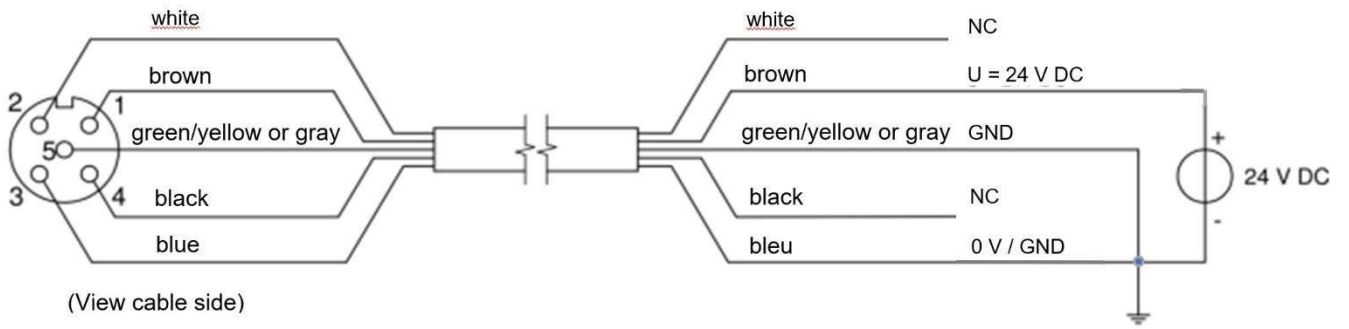 white white NC
brown brown U = 24 V DC
2 1
green/yellow or gray green/yellow or gray GND
+
5
24 V DC
3 4 black black NC
-
blue bleu 0 V / GND
(View cable side)